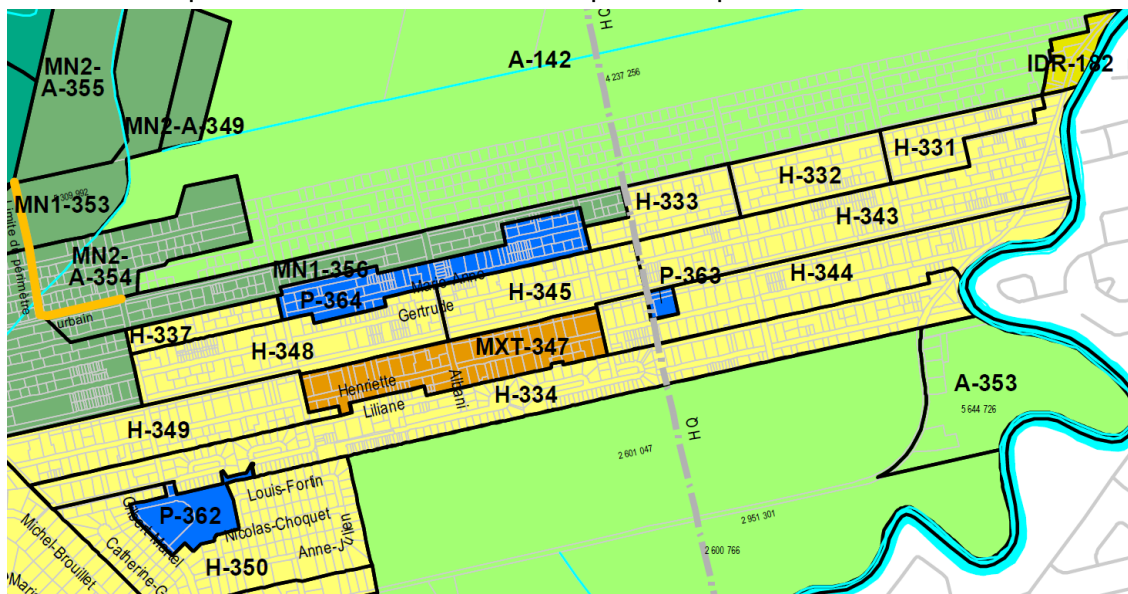 H Q
MN2-
A-355
A-142
4 237 256
IDR-182
MN2-A-349
H-331
H-332
MN1-353
H-333
H-343
Limite du périmètre
urbain
MN2-
A-354
MN1-356
Marie-Anne
P-363
H-344
P-364
Gertrude
H-345
H-337
H-348
MXT-347
Henriette
Albani
Liliane
H-334
A-353
5 644 726
H-349
H Q
2 601 047
Louis-Fortin
P-362
Nicolas-Choquet
2 951 301
Michel-Brouillet
Catherine-G
Anne-J
H-350
2 600 766